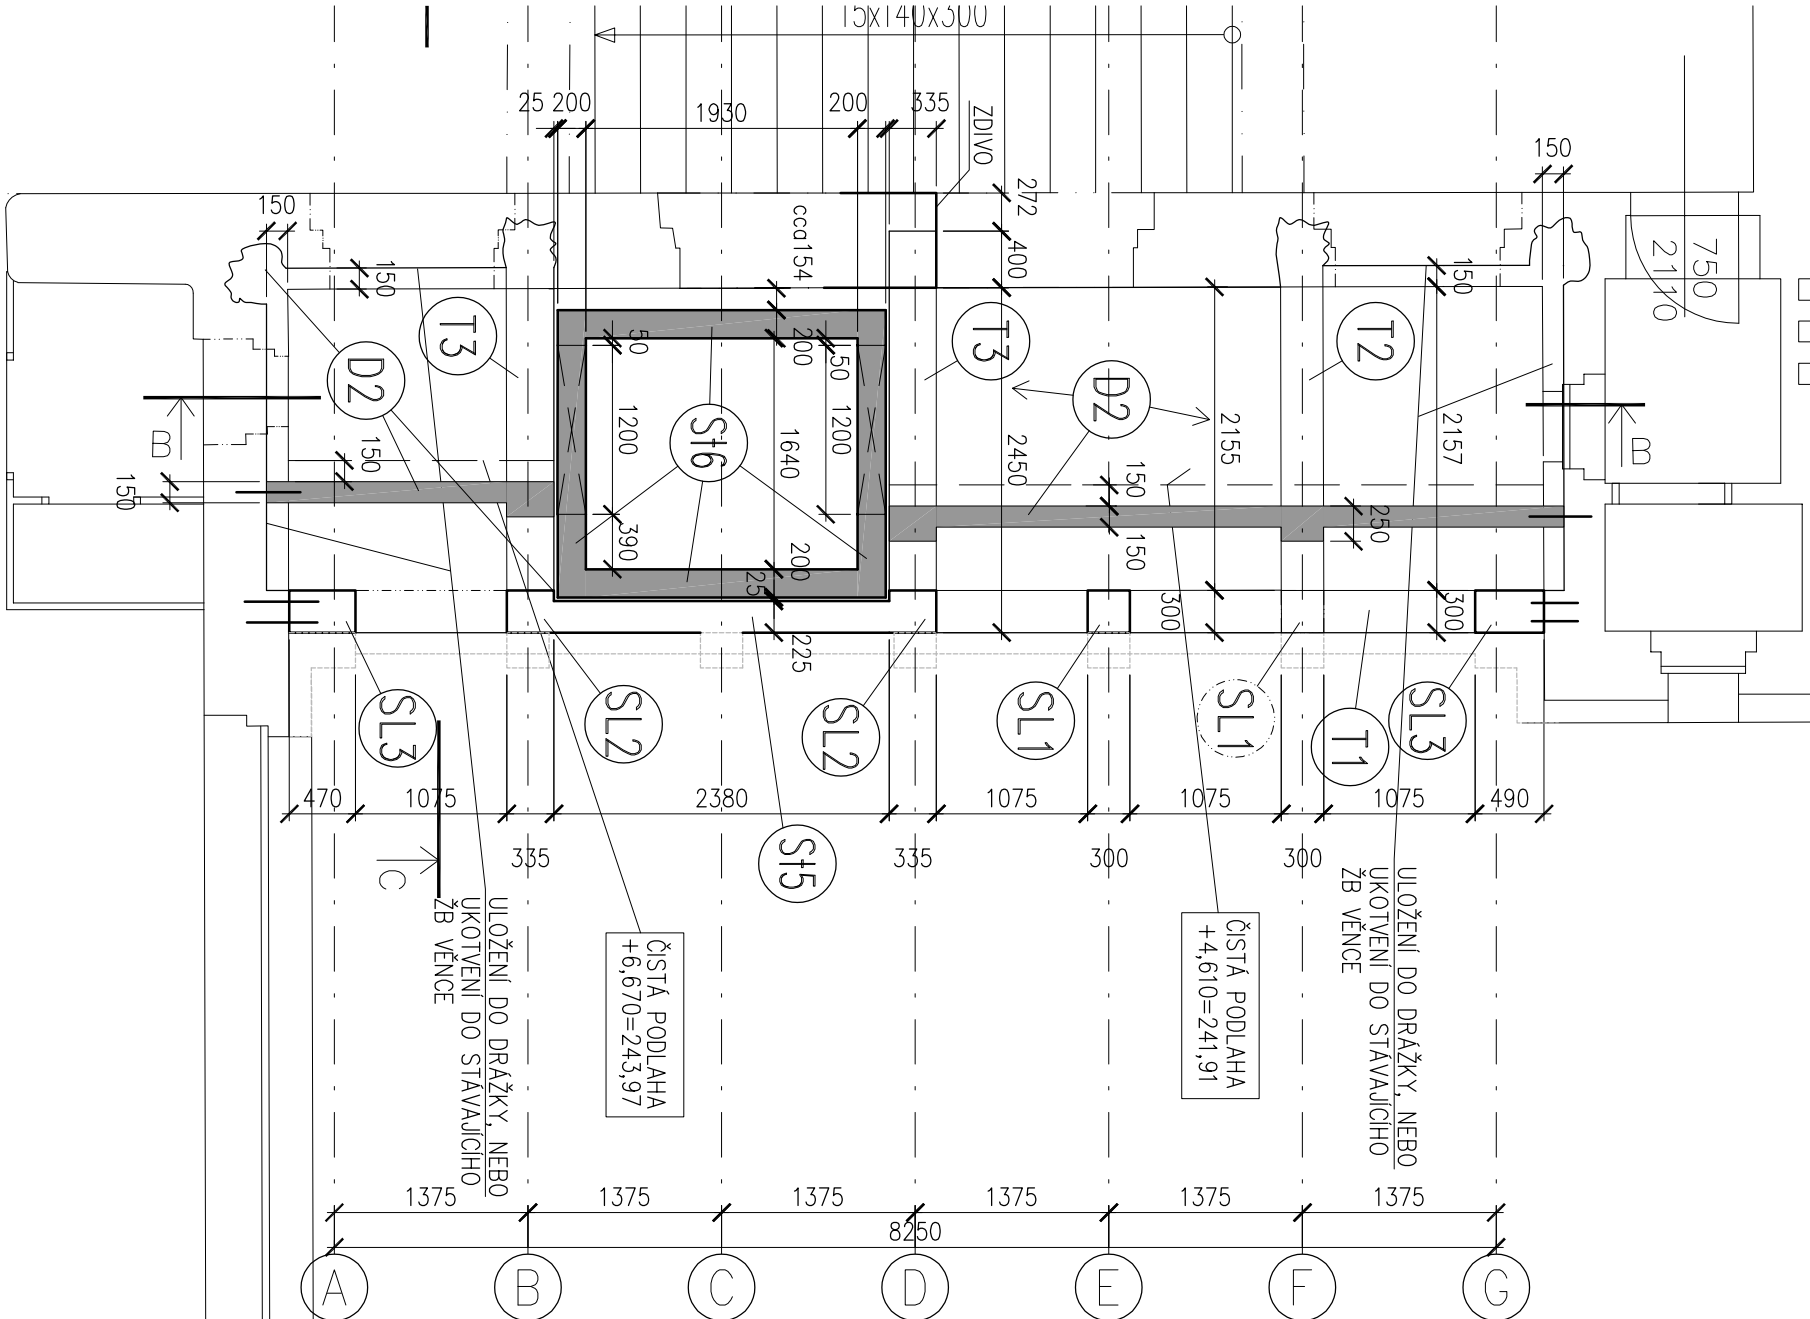 15x140x300
25 200
1930
200
335
ZDIVO
272
400
150
150
cca154
150
150
750
2110
T3
T3
T2
D2
D2
St6
50
200
50
1200
1640
1200
390
200
25
225
2450
2155
2157
150
150
150
150
250
300
300
B
B
SL3
SL2
SL2
SL1
SL1
T1
SL3
470
1075
2380
1075
1075
1075
490
335
335
300
300
St5
C
ULOŽENÍ DO DRÁŽKY, NEBO
UKOTVENÍ DO STÁVAJÍCÍHO
ŽB VĚNCE
ČISTÁ PODLAHA
+6,670=243,97
ČISTÁ PODLAHA
+4,610=241,91
ULOŽENÍ DO DRÁŽKY, NEBO
UKOTVENÍ DO STÁVAJÍCÍHO
ŽB VĚNCE
1375
1375
1375
1375
1375
1375
8250
A
B
C
D
E
F
G